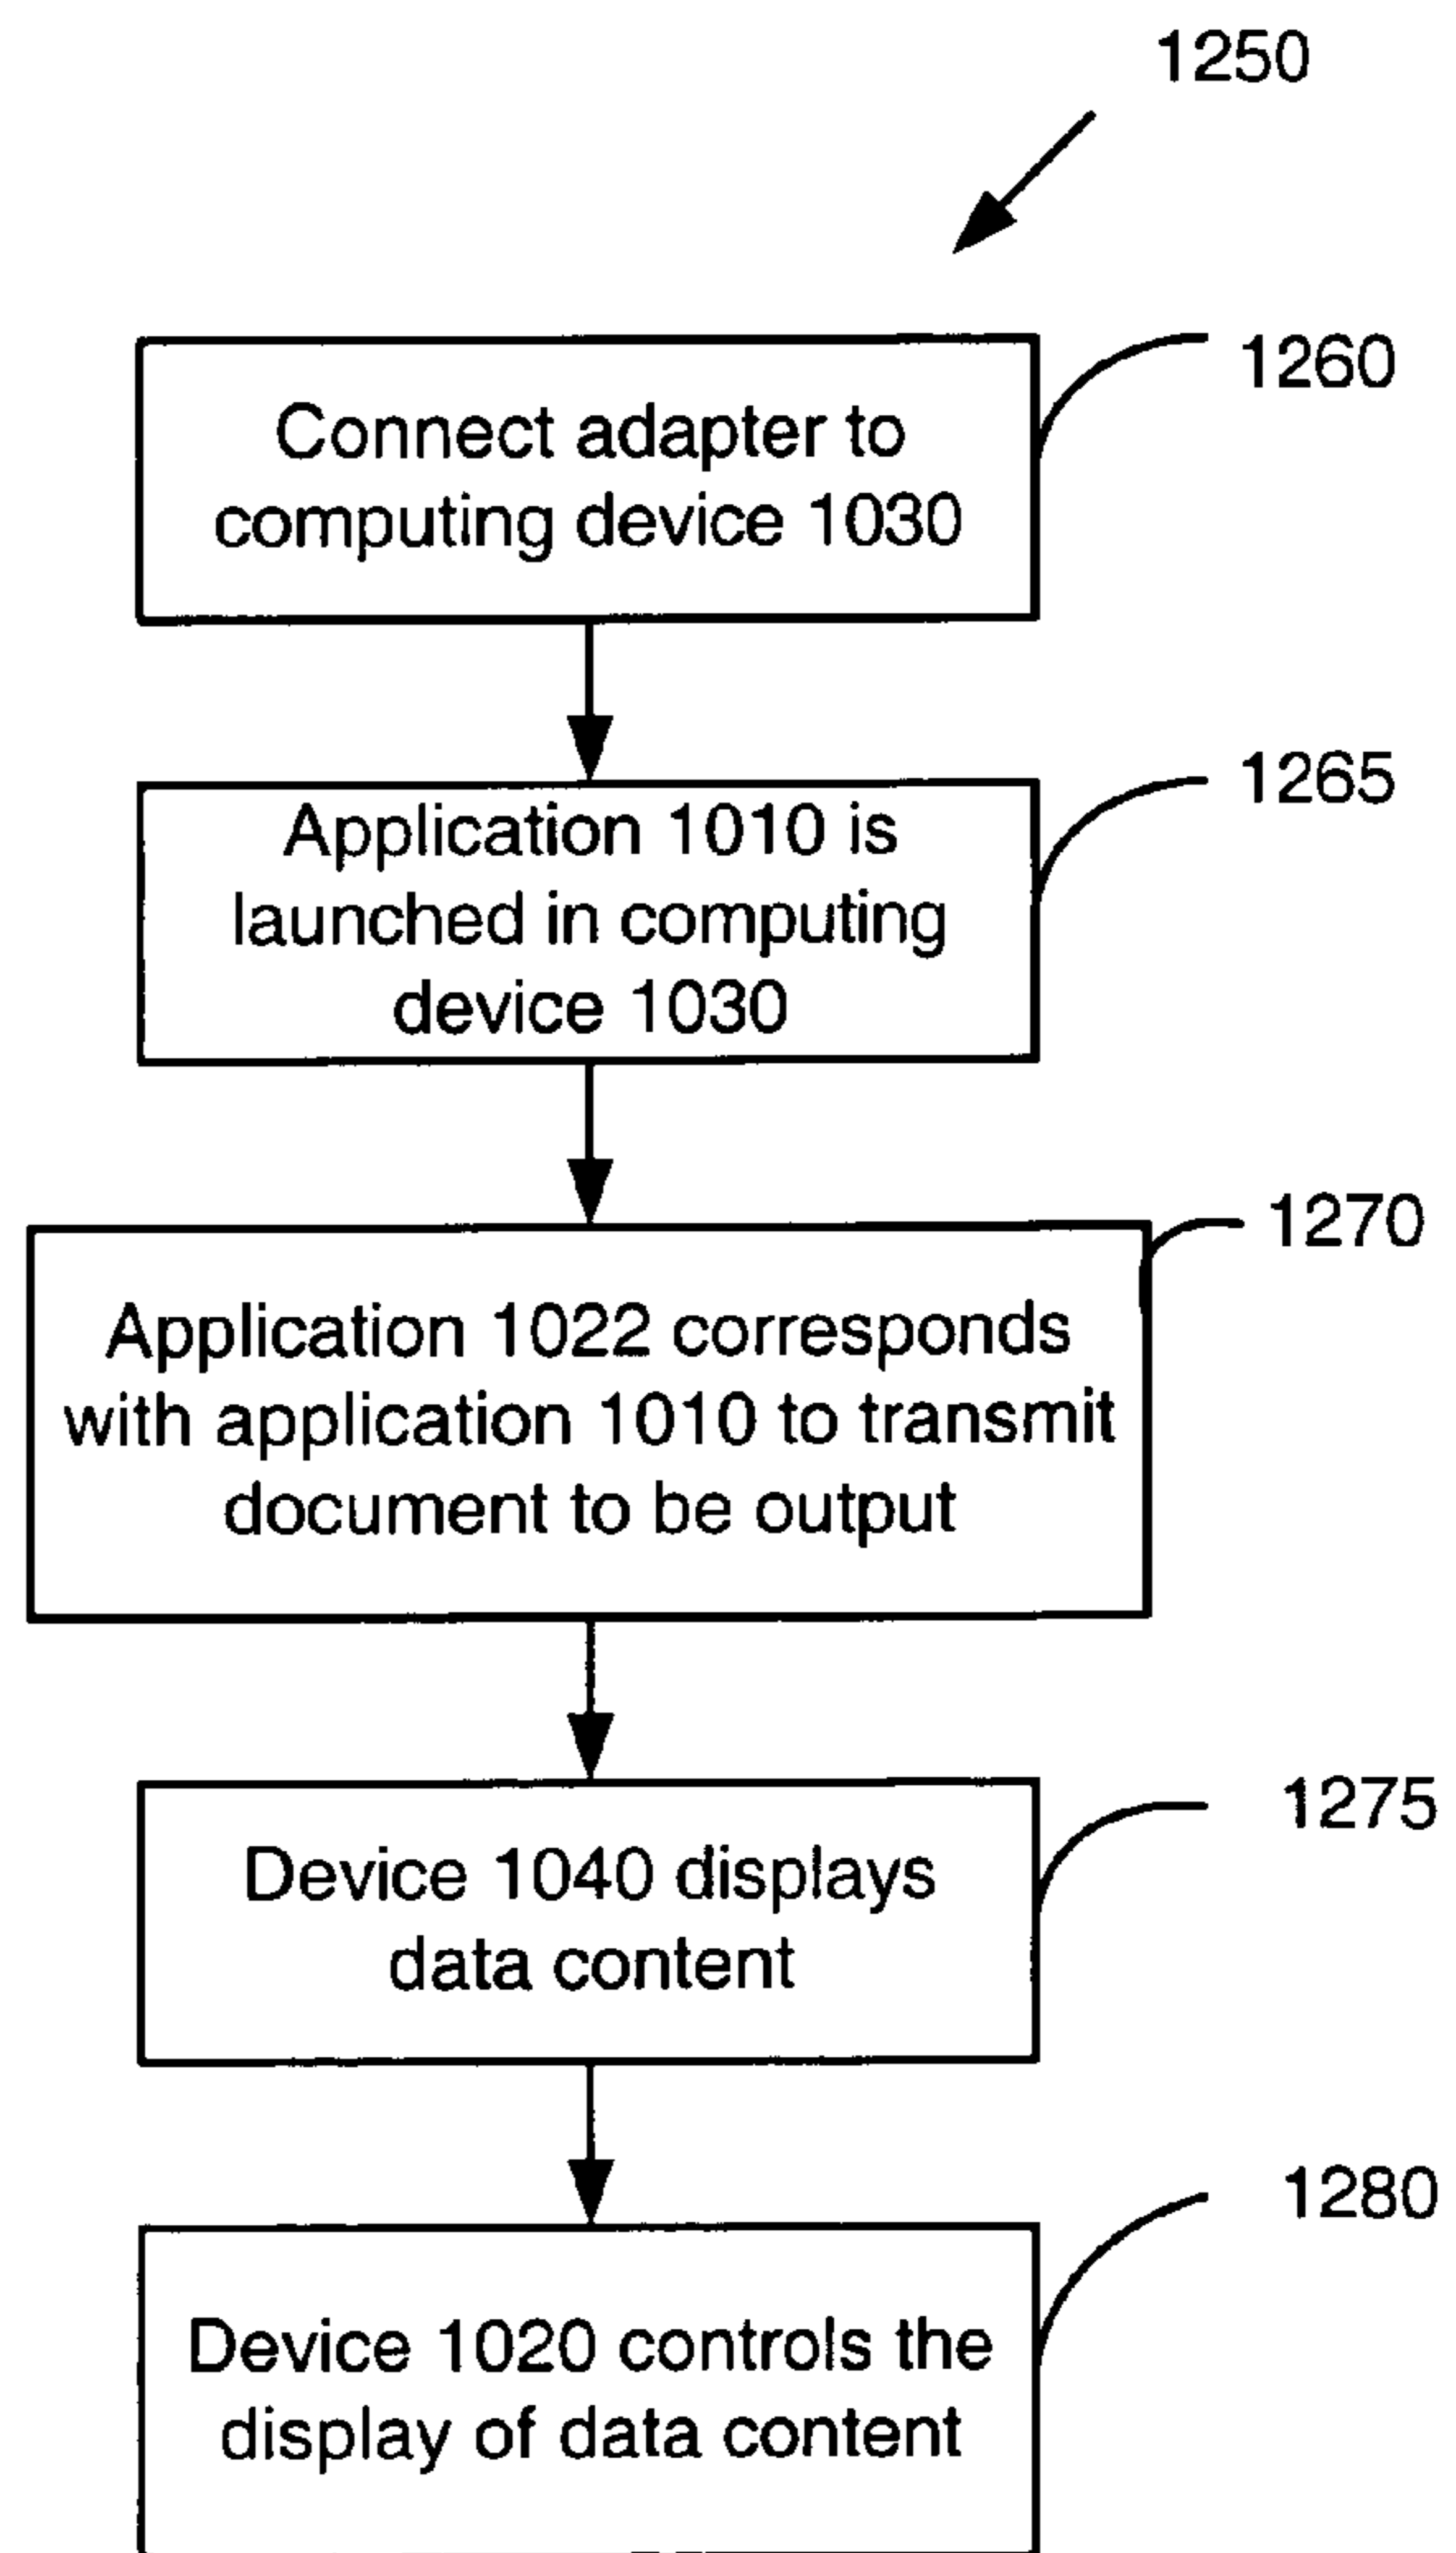 1250
1260
Connect adapter to
computing device 1030
1265
Application 1010 is
launched in computing
device 1030
1270
Application 1022 corresponds
with application 1010 to transmit
document to be output
1275
Device 1040 displays
data content
1280
Device 1020 controls the
display of data content